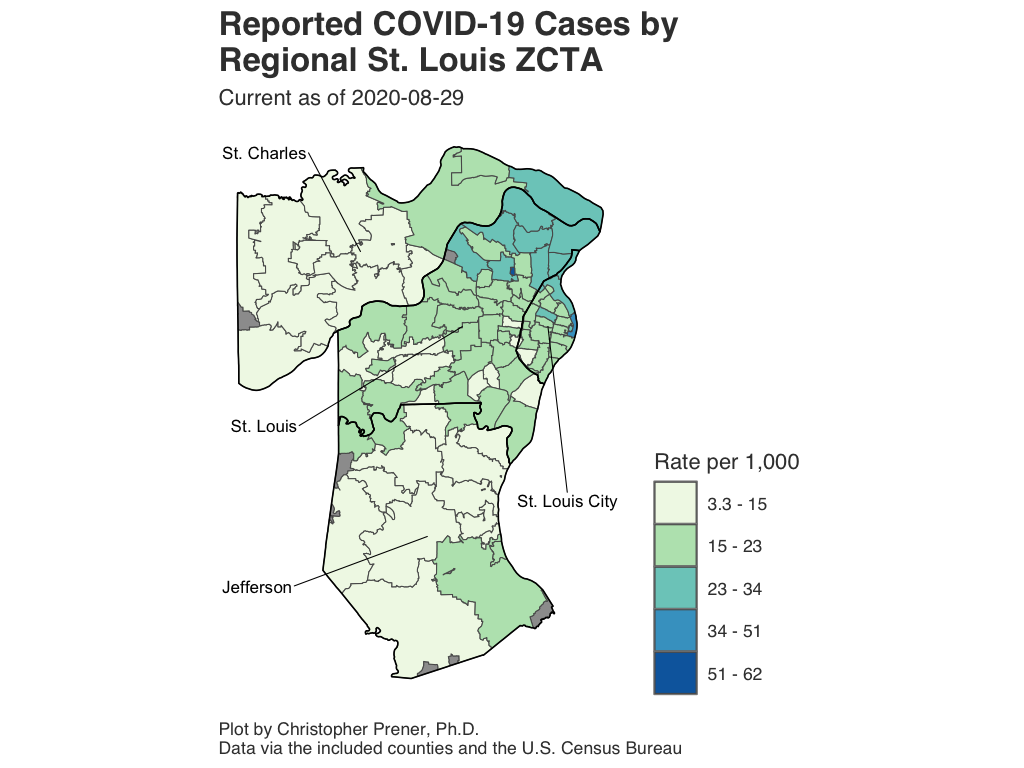 Reported COVID-19 Cases by
Regional St. Louis ZCTA
Current as of 2020-08-29
St. Charles
St. Louis
St. Louis City
Jefferson
Rate per 1,000
3.3 - 15
15 - 23
23 - 34
34 - 51
51 - 62
Plot by Christopher Prener, Ph.D.
Data via the included counties and the U.S. Census Bureau